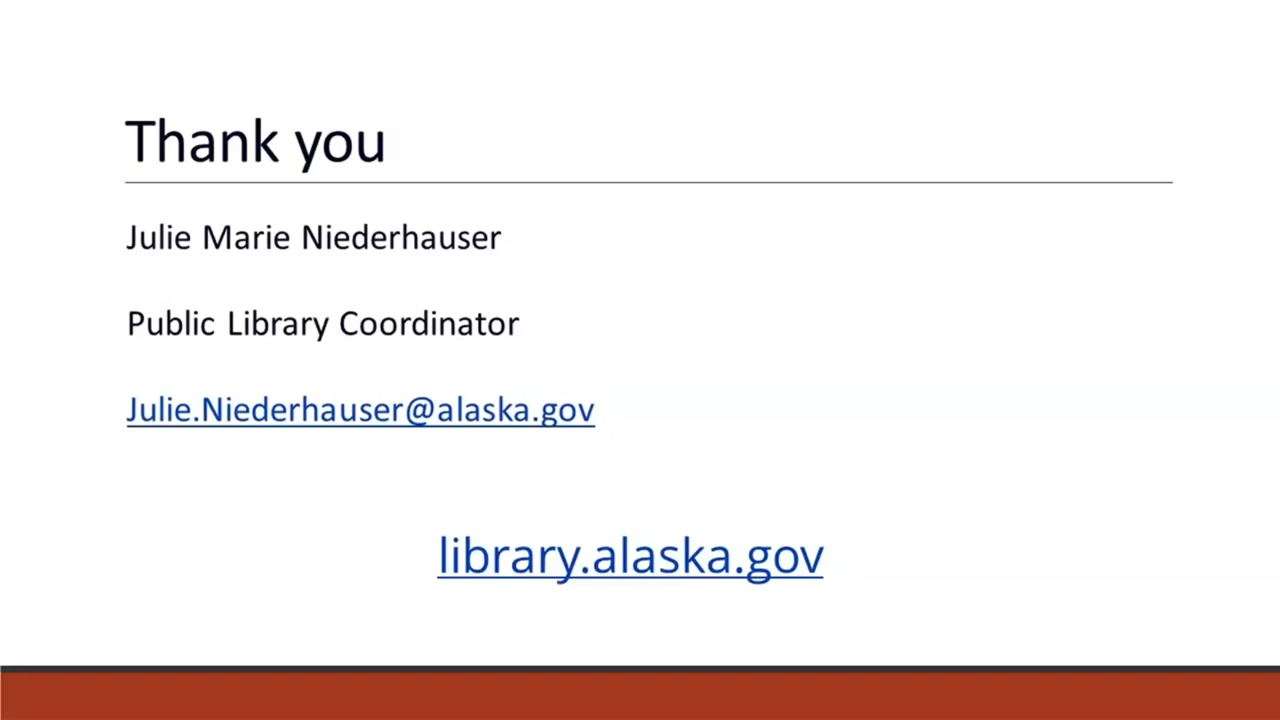 Thank you
Julie Marie Niederhauser
Public Library Coordinator
Julie.Niederhauser@alaska.gov
library.alaska.gov